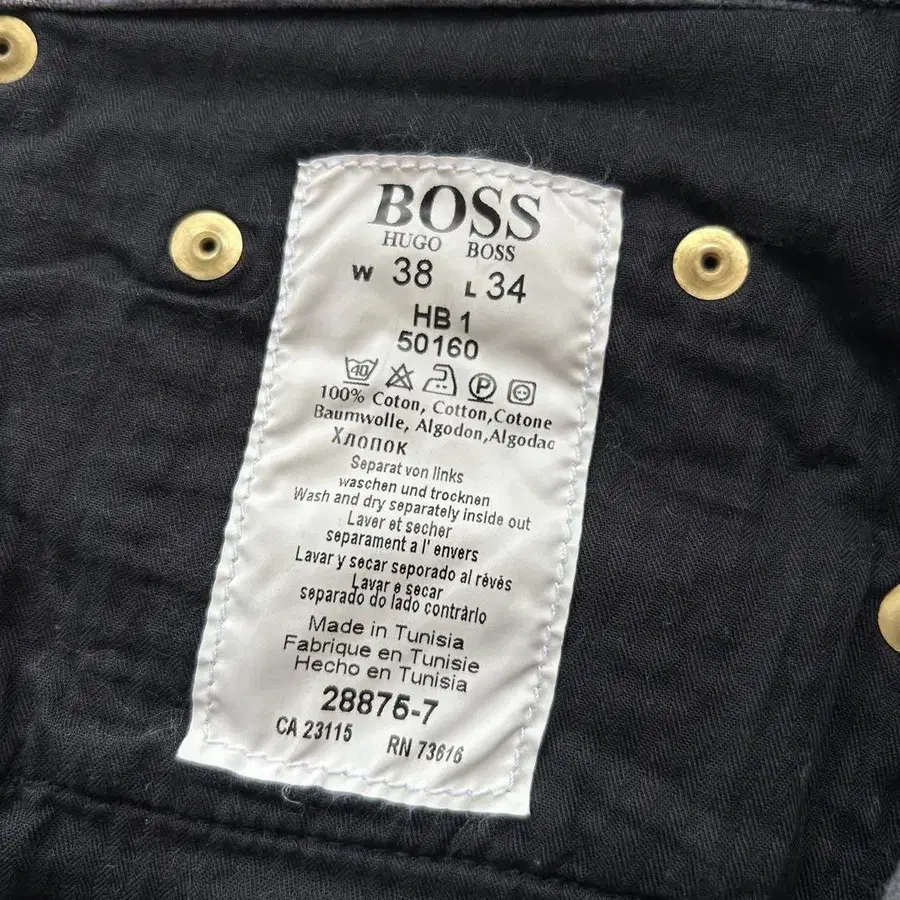 BOSS
HUGO BOSS
W 38 L 34
HB 1
50160
40 P
100% Coton, Cotton,Cotone
Baumwolle, Algodon,Algodao
Хлопок
Separat von links
waschen und trocknen
Wash and dry separately inside out
Laver et secher
separament a l' envers
Lavar y secar seporado al révés
Lavar e secar
separado do lado contrárlo
Made in Tunisia
Fabrique en Tunisie
Hecho en Tunisia
28875-7
CA 23115 RN 73616